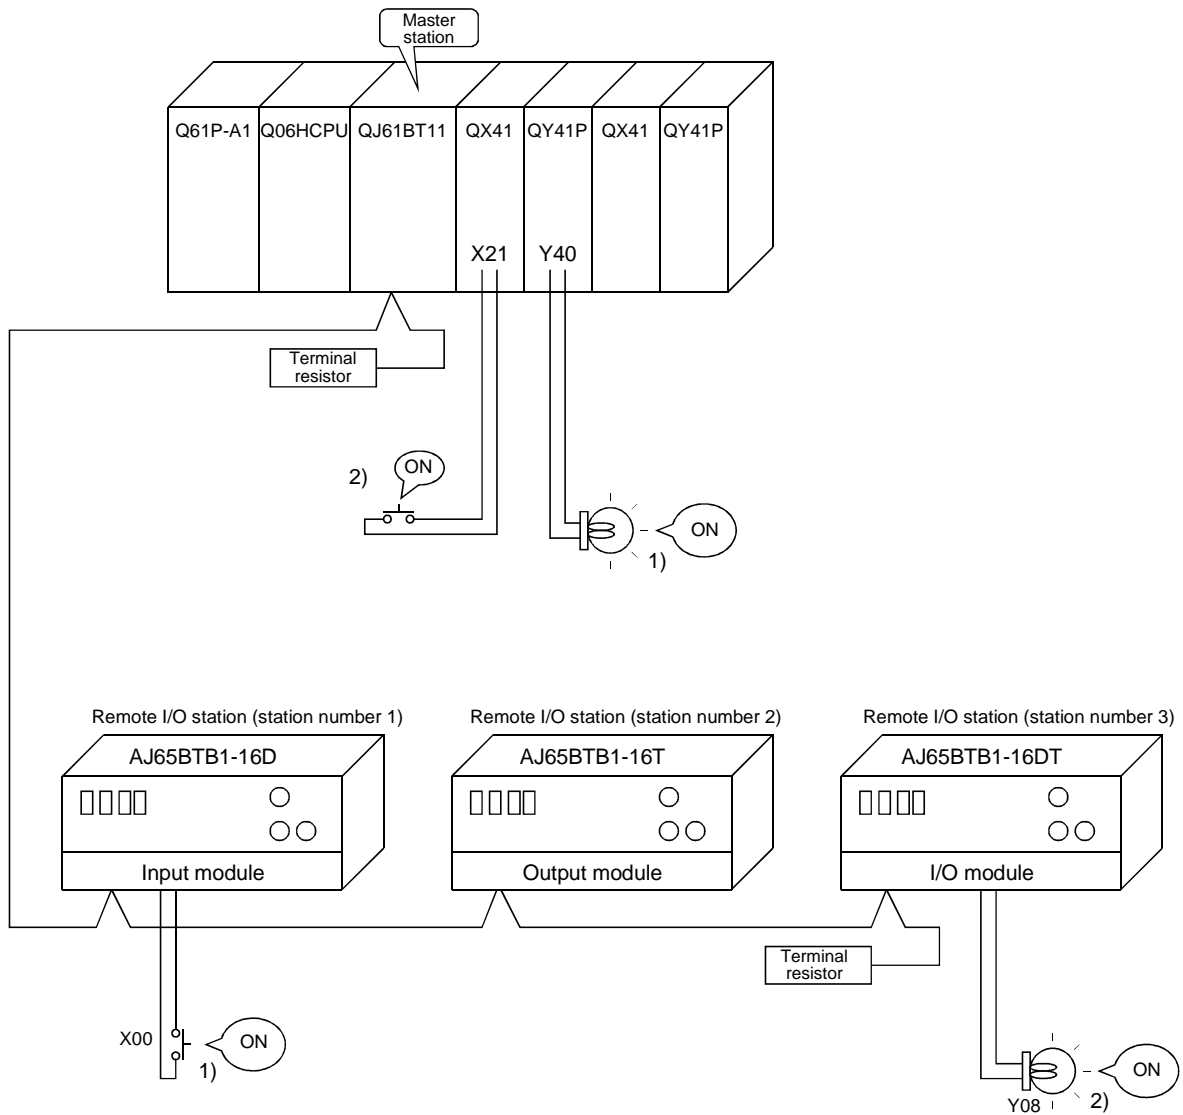 Master
station
Q61P-A1
Q06HCPU
QJ61BT11
QX41
QY41P
QX41
QY41P
X21
Y40
Terminal
resistor
2)
ON
ON
1)
Remote I/O station (station number 1)
Remote I/O station (station number 2)
Remote I/O station (station number 3)
AJ65BTB1-16D
AJ65BTB1-16T
AJ65BTB1-16DT
Input module
Output module
I/O module
Terminal
resistor
X00
ON
1)
ON
Y08
2)